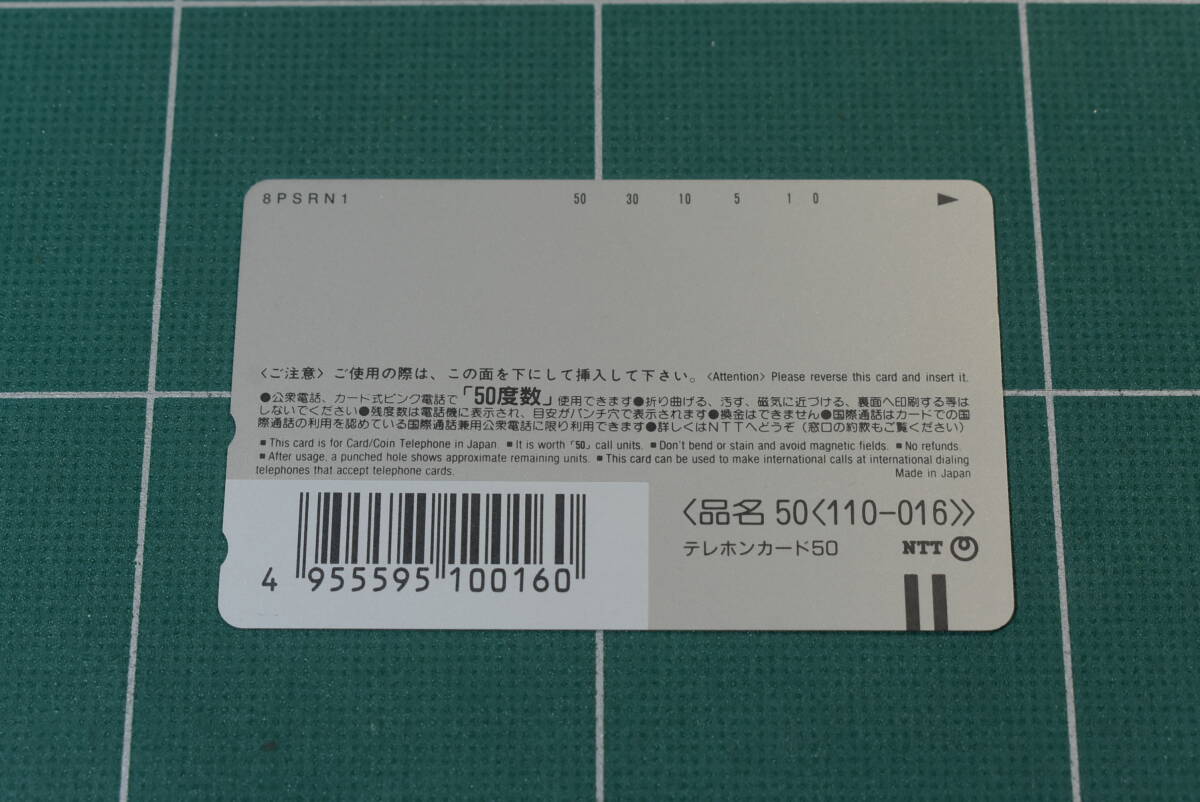 8PSRN1 50 30 10 5 1 0
〈ご注意〉ご使用の際は、この面を下にして挿入して下さい。〈Attention〉Please reverse this card and insert it.
●公衆電話、カード式ピンク電話で「50度数」使用できます●折り曲げる、汚す、磁気に近づける、裏面へ印刷する等は
しないでください●残度数は電話機に表示され、目安がパンチ穴で表示されます●換金はできません●国際通話はカードでの国
際通話の利用を認めている国際通話兼用公衆電話に限り利用できます●詳しくはNTTへどうぞ（窓口の約款もご覧ください）
■This card is for Card/Coin Telephone in Japan. ■It is worth「50」call units. ■Don't bend or stain and avoid magnetic fields. ■No refunds.
■After usage, a punched hole shows approximate remaining units. ■This card can be used to make international calls at international dialing
telephones that accept telephone cards. Made in Japan
〈品名 50〈110-016〉〉
テレホンカード50 NTT
4 955595 100160